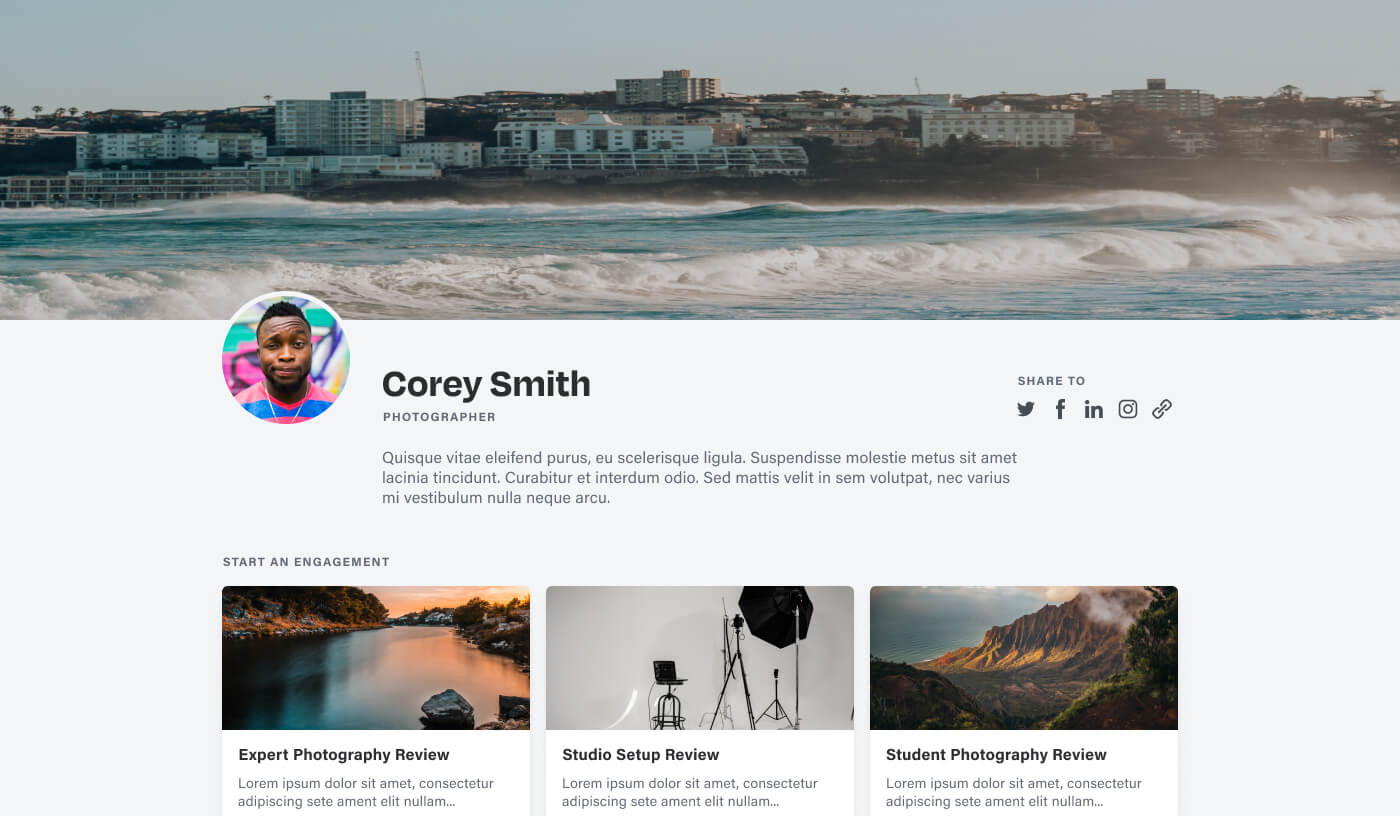 Corey Smith
PHOTOGRAPHER
SHARE TO
Quisque vitae eleifend purus, eu scelerisque ligula. Suspendisse molestie metus sit amet
lacinia tincidunt. Curabitur et interdum odio. Sed mattis velit in sem volutpat, nec varius
mi vestibulum nulla neque arcu.
START AN ENGAGEMENT
Expert Photography Review
Lorem ipsum dolor sit amet, consectetur
adipiscing sete ament elit nullam...
Studio Setup Review
Lorem ipsum dolor sit amet, consectetur
adipiscing sete ament elit nullam...
Student Photography Review
Lorem ipsum dolor sit amet, consectetur
adipiscing sete ament elit nullam...